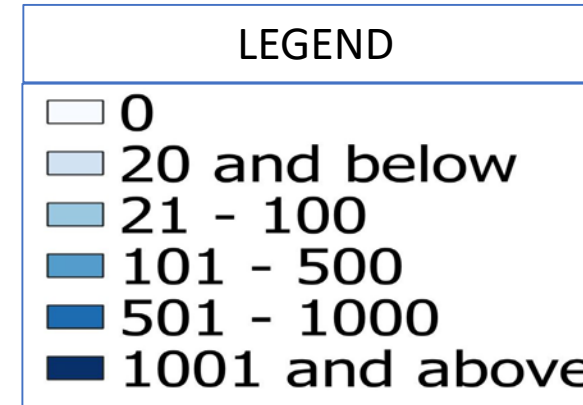 LEGEND
0
20 and below
21 - 100
101 - 500
501 - 1000
1001 and above